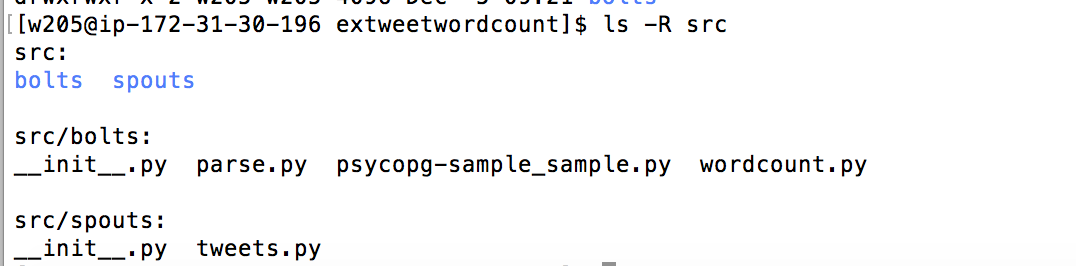 drwxrwxr-x 2 w205 w205 4096 Dec 5 09:21 bolts
[[w205@ip-172-31-30-196 extweetwordcount]$ ls -R src
src:
bolts  spouts
src/bolts:
__init__.py  parse.py  psycopg-sample_sample.py  wordcount.py
src/spouts:
__init__.py  tweets.py